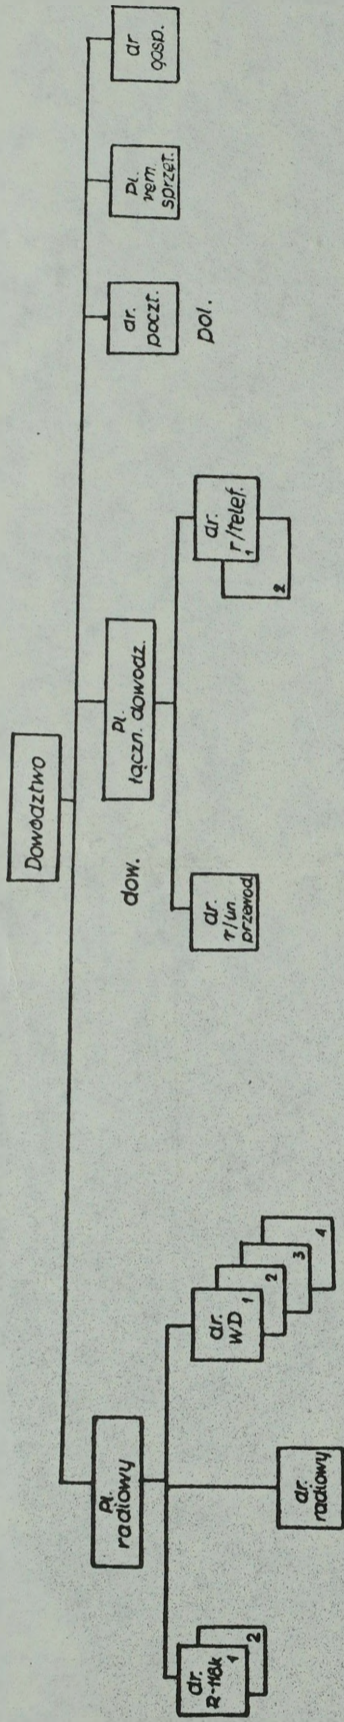 Dowództwo
Pl.
radiowy
dow.
Pl.
łączn. dowodz.
dr.
poczt.
pol.
Pl.
rem.
sprzęt.
dr
gosp.
dr.
R-118k
1
2
dr.
radiowy
dr.
WD
1
2
3
4
dr.
r/lin.
przewod.
dr.
r/telef.
1
2